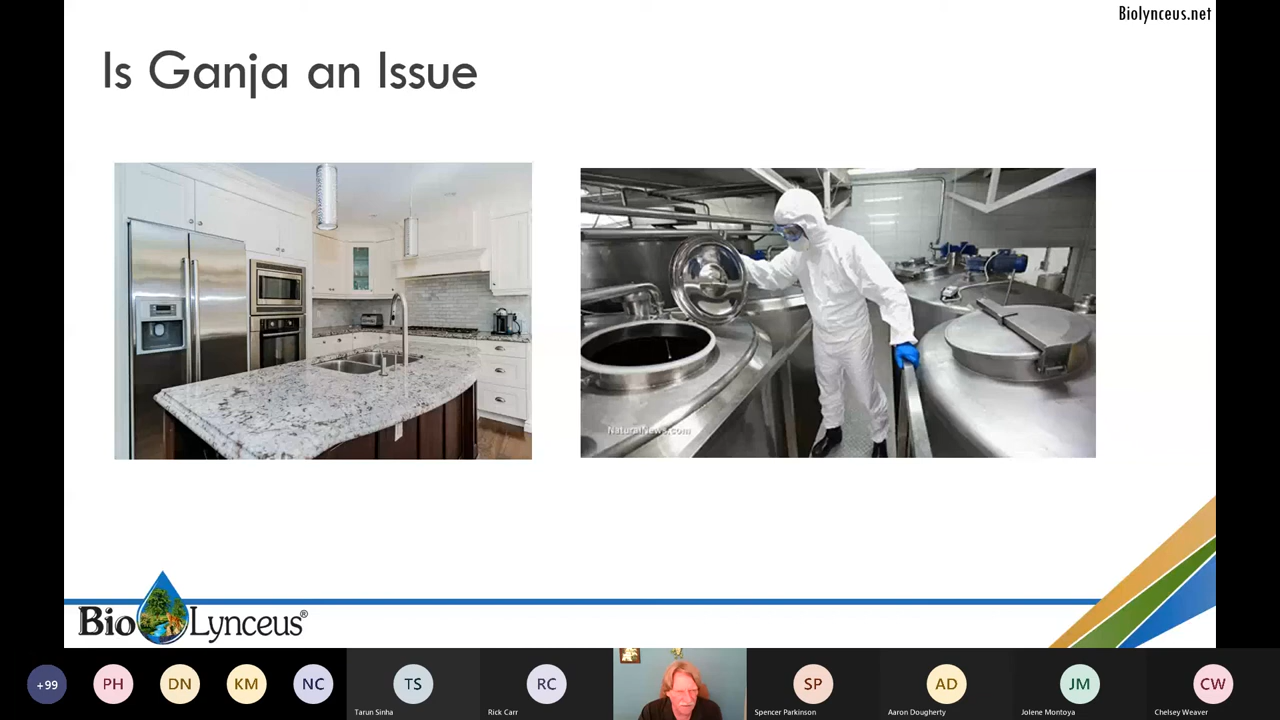 Biolynceus.net
Is Ganja an Issue
NaturalNews.com
Bio Lynceus®
+99
PH
DN
KM
NC
TS
RC
SP
AD
JM
CW
Tarun Sinha
Rick Carr
Spencer Parkinson
Aaron Dougherty
Jolene Montoya
Chelsey Weaver